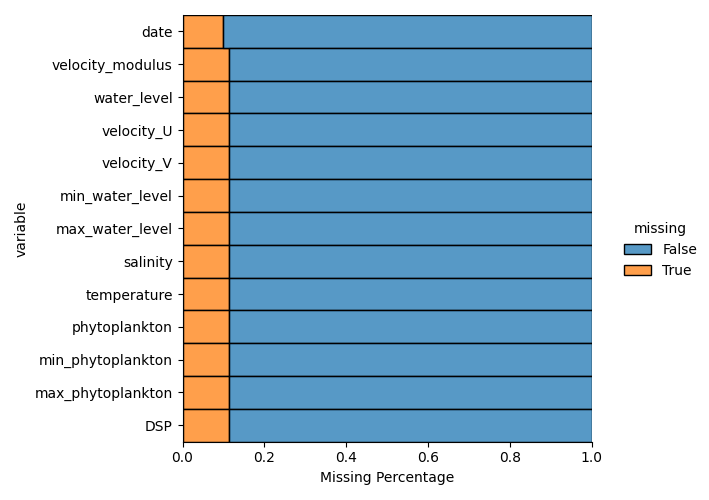 date
velocity_modulus
water_level
velocity_U
velocity_V
min_water_level
max_water_level
salinity
temperature
phytoplankton
min_phytoplankton
max_phytoplankton
DSP
variable
0.0 0.2 0.4 0.6 0.8 1.0
Missing Percentage
missing
False
True